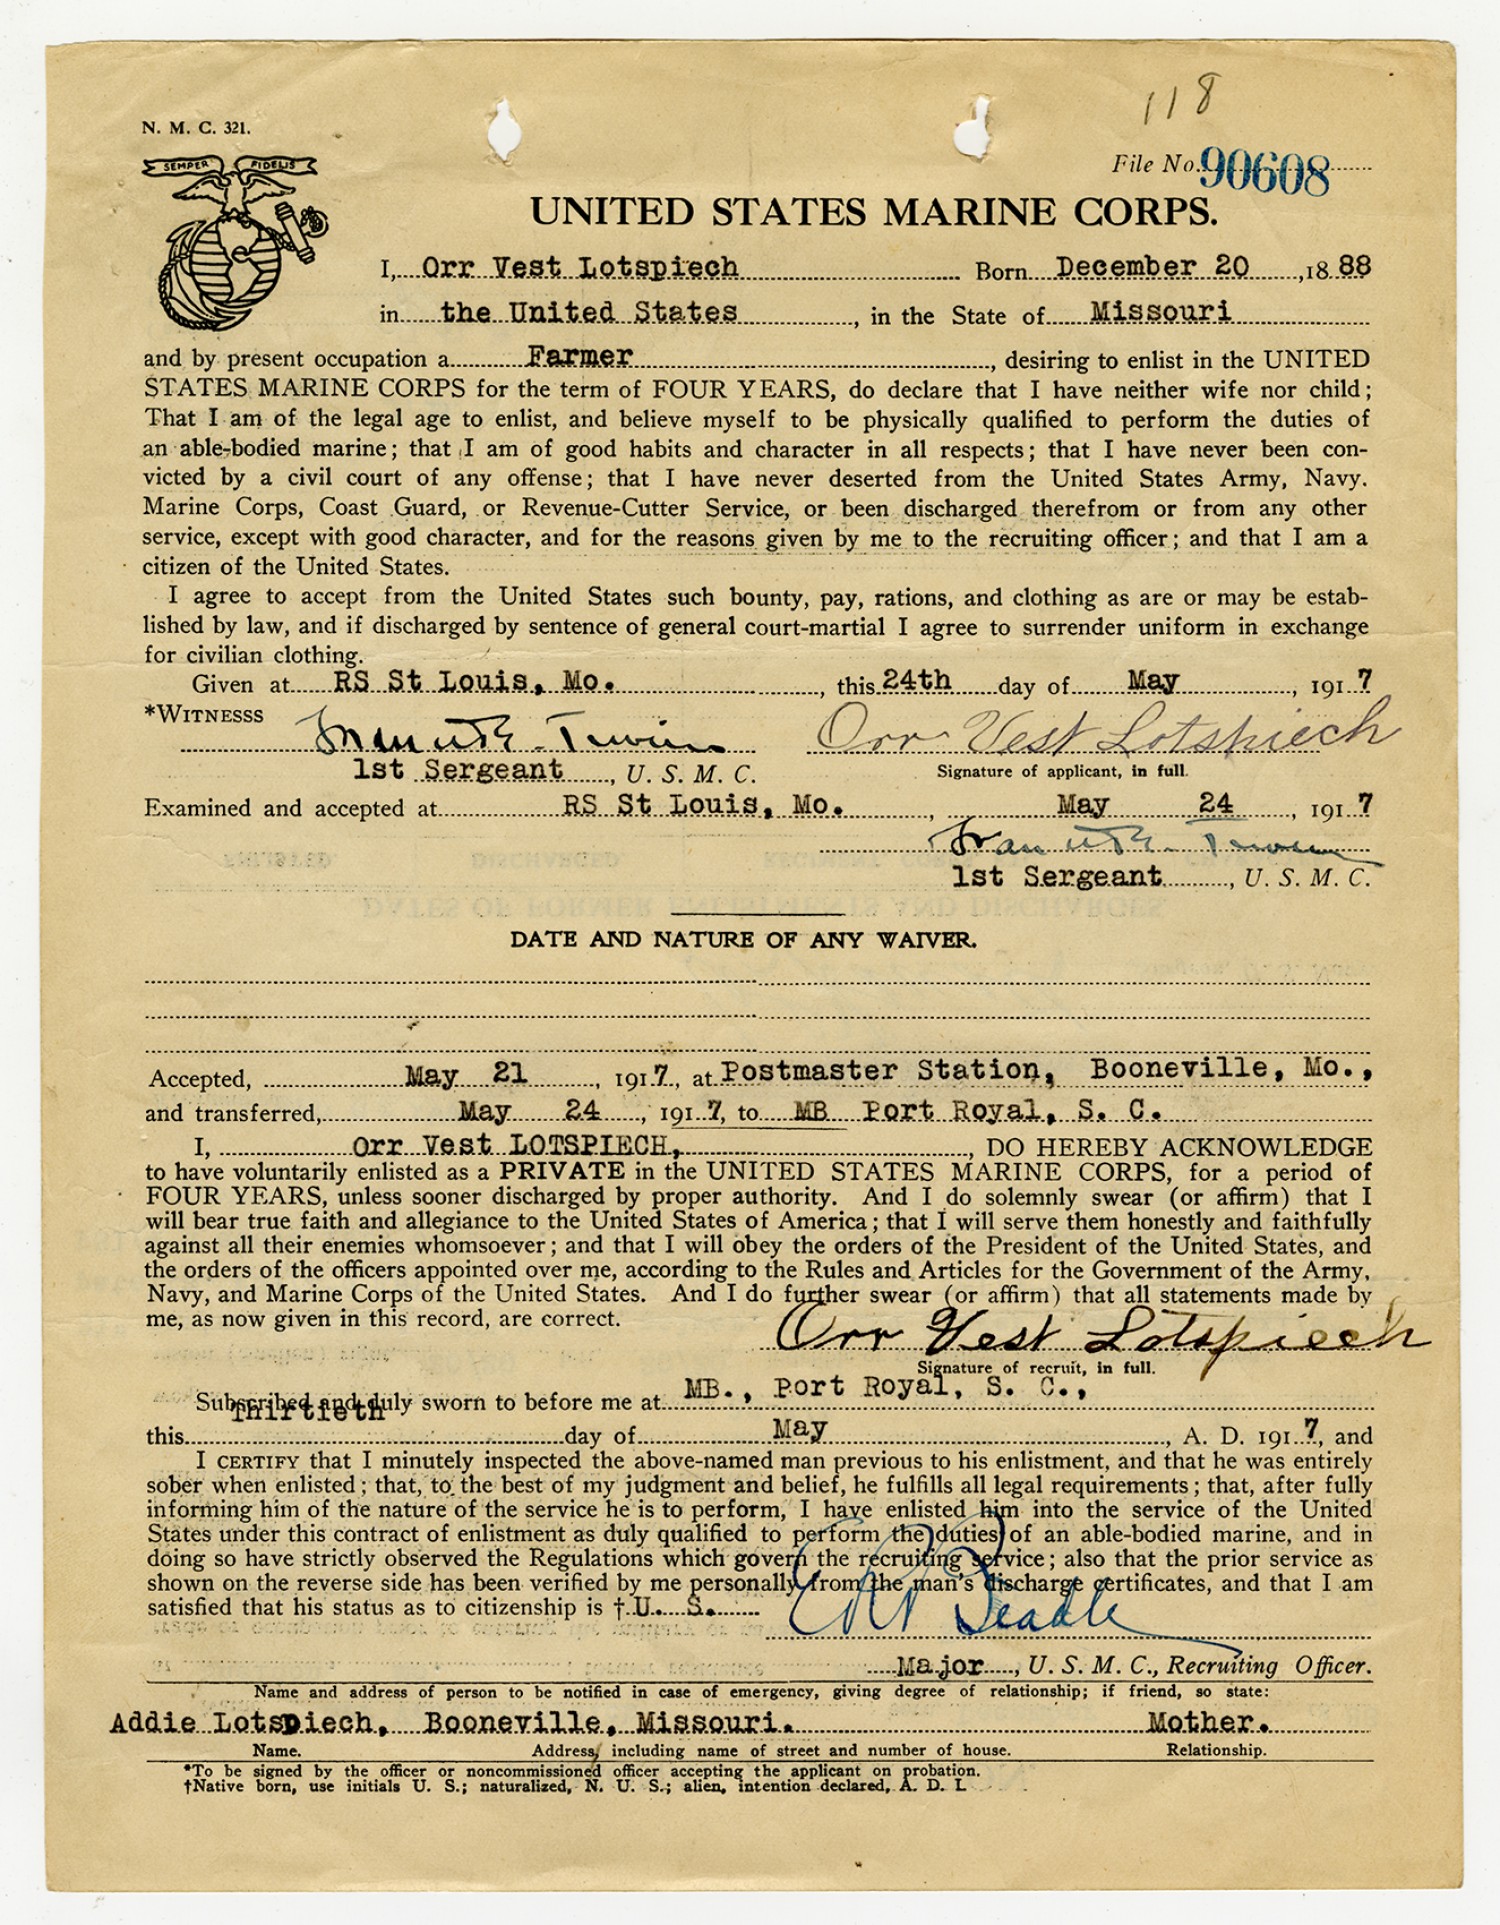 118
N. M. C. 321.
SEMPER FIDELIS
File No. 90608
UNITED STATES MARINE CORPS.
I, Orr Vest Lotspiech Born December 20, 1888
in the United States, in the State of Missouri
and by present occupation a Farmer, desiring to enlist in the UNITED
STATES MARINE CORPS for the term of FOUR YEARS, do declare that I have neither wife nor child;
That I am of the legal age to enlist, and believe myself to be physically qualified to perform the duties of
an able-bodied marine; that I am of good habits and character in all respects; that I have never been con-
victed by a civil court of any offense; that I have never deserted from the United States Army, Navy.
Marine Corps, Coast Guard, or Revenue-Cutter Service, or been discharged therefrom or from any other
service, except with good character, and for the reasons given by me to the recruiting officer; and that I am a
citizen of the United States.
I agree to accept from the United States such bounty, pay, rations, and clothing as are or may be estab-
lished by law, and if discharged by sentence of general court-martial I agree to surrender uniform in exchange
for civilian clothing.
Given at RS St Louis, Mo., this 24th day of May, 1917
*WITNESSS Orr Vest Lotspiech
1st Sergeant, U. S. M. C. Signature of applicant, in full.
Examined and accepted at RS St Louis, Mo., May 24, 1917
1st Sergeant, U. S. M. C.
DATE AND NATURE OF ANY WAIVER.
Accepted, May 21, 1917., at Postmaster Station, Booneville, Mo.,
and transferred, May 24, 1917, to MB Port Royal, S. C.
I, Orr Vest LOTSPIECH, DO HEREBY ACKNOWLEDGE
to have voluntarily enlisted as a PRIVATE in the UNITED STATES MARINE CORPS, for a period of
FOUR YEARS, unless sooner discharged by proper authority. And I do solemnly swear (or affirm) that I
will bear true faith and allegiance to the United States of America; that I will serve them honestly and faithfully
against all their enemies whomsoever; and that I will obey the orders of the President of the United States, and
the orders of the officers appointed over me, according to the Rules and Articles for the Government of the Army,
Navy, and Marine Corps of the United States. And I do further swear (or affirm) that all statements made by
me, as now given in this record, are correct.
Orr Vest Lotspiech
Signature of recruit, in full.
Subscribed and duly sworn to before me at MB., Port Royal, S. C.,
this Thirtieth day of May, A. D. 1917, and
I CERTIFY that I minutely inspected the above-named man previous to his enlistment, and that he was entirely
sober when enlisted; that, to the best of my judgment and belief, he fulfills all legal requirements; that, after fully
informing him of the nature of the service he is to perform, I have enlisted him into the service of the United
States under this contract of enlistment as duly qualified to perform the duties of an able-bodied marine, and in
doing so have strictly observed the Regulations which govern the recruiting service; also that the prior service as
shown on the reverse side has been verified by me personally from the man's discharge certificates, and that I am
satisfied that his status as to citizenship is † U. S.
Major, U. S. M. C., Recruiting Officer.
Name and address of person to be notified in case of emergency, giving degree of relationship; if friend, so state:
Addie Lotspiech, Booneville, Missouri. Mother.
Name. Address, including name of street and number of house. Relationship.
*To be signed by the officer or noncommissioned officer accepting the applicant on probation.
†Native born, use initials U. S.; naturalized, N. U. S.; alien, intention declared, A. D. I.